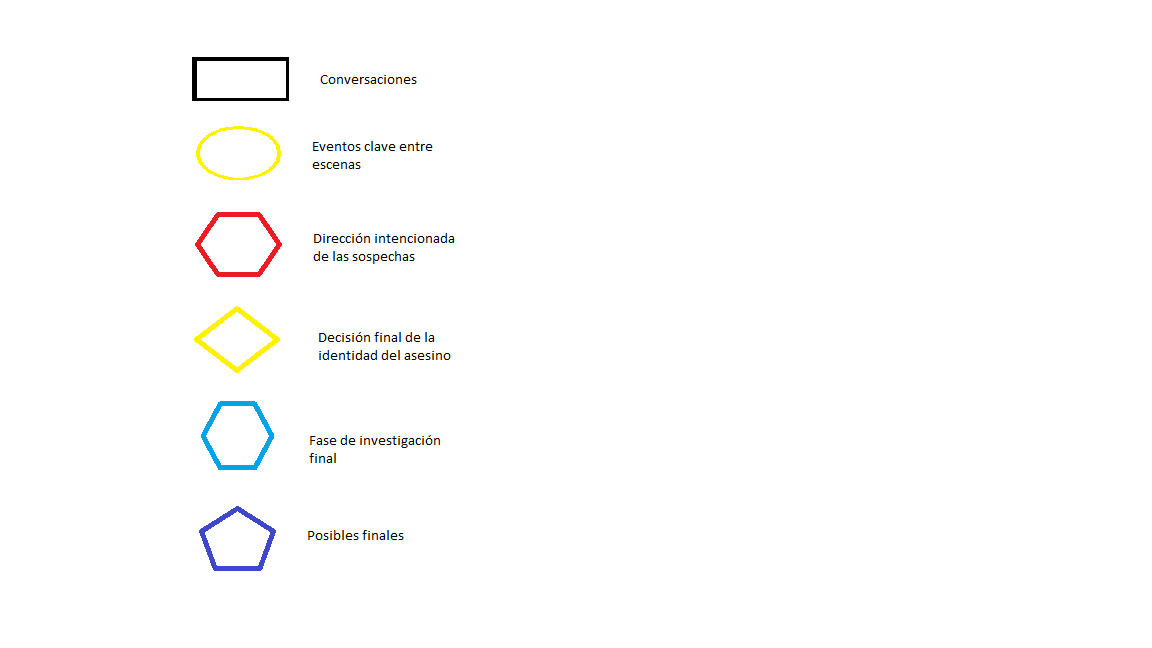 Conversaciones
Eventos clave entre
escenas
Dirección intencionada
de las sospechas
Decisión final de la
identidad del asesino
Fase de investigación
final
Posibles finales